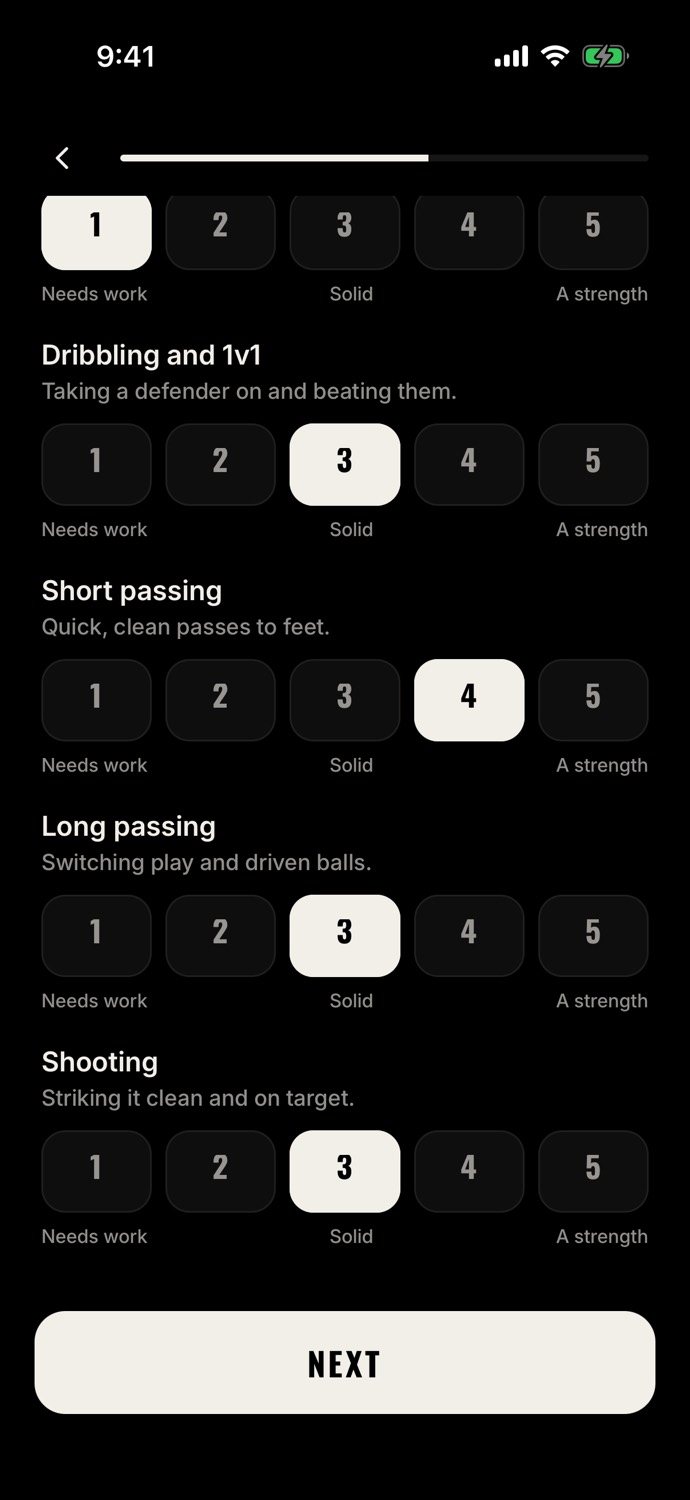 9:41
1 2 3 4 5
Needs work Solid A strength
Dribbling and 1v1
Taking a defender on and beating them.
1 2 3 4 5
Needs work Solid A strength
Short passing
Quick, clean passes to feet.
1 2 3 4 5
Needs work Solid A strength
Long passing
Switching play and driven balls.
1 2 3 4 5
Needs work Solid A strength
Shooting
Striking it clean and on target.
1 2 3 4 5
Needs work Solid A strength
NEXT